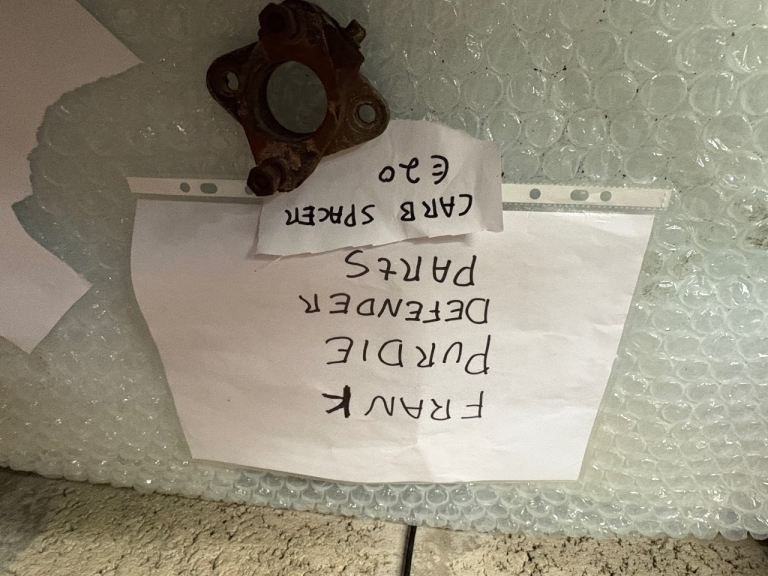 FRANK
PURDIE
DEFENDER
PARtS
CARB SPACER
€20